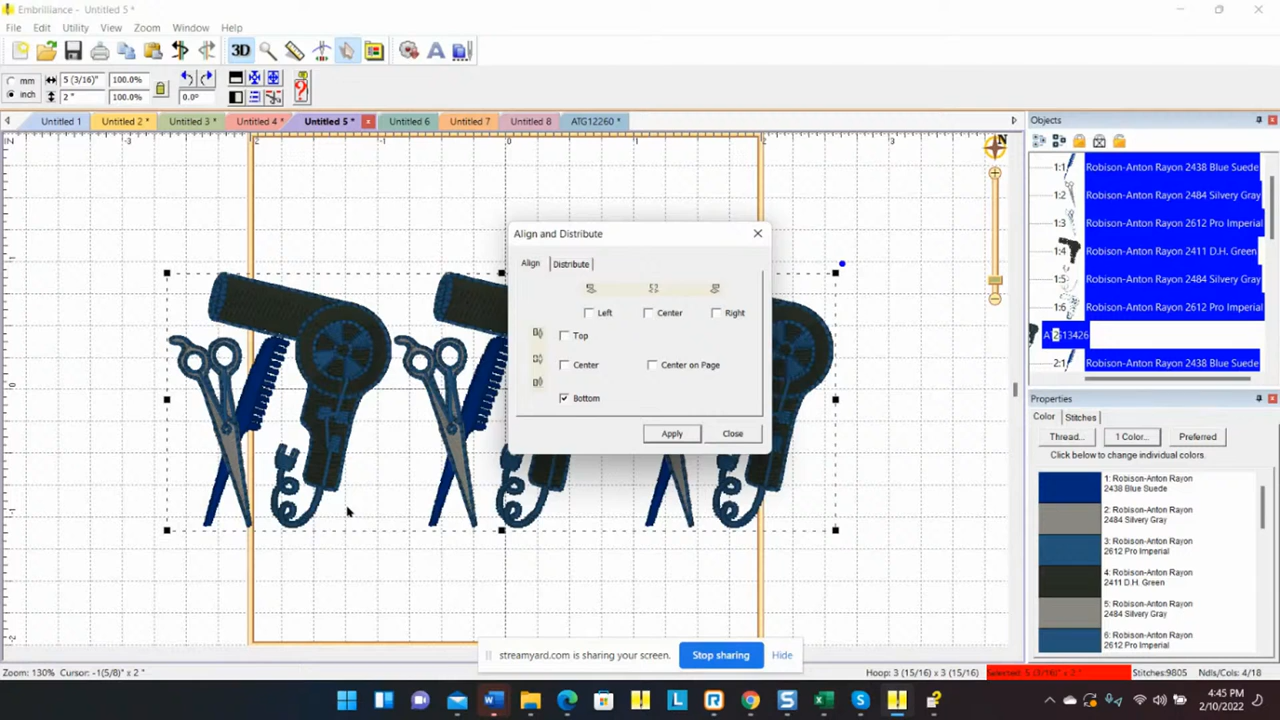 Embrilliance - Untitled 5 *
File Edit Utility View Zoom Window Help
3D
mm
inch
5 (3/16)" 100.0%
2 " 100.0%
0.0°
Untitled 1 Untitled 2 * Untitled 3 * Untitled 4 * Untitled 5 * Untitled 6 Untitled 7 Untitled 8 ATG12260 *
IN
N
Align and Distribute
Align Distribute
Left Center Right
Top
Center Center on Page
Bottom
Apply Close
Objects
1:1 Robison-Anton Rayon 2438 Blue Suede
1:2 Robison-Anton Rayon 2484 Silvery Gray
1:3 Robison-Anton Rayon 2612 Pro Imperial
1:4 Robison-Anton Rayon 2411 D.H. Green
1:5 Robison-Anton Rayon 2484 Silvery Gray
1:6 Robison-Anton Rayon 2612 Pro Imperial
2:1 Robison-Anton Rayon 2438 Blue Suede
Properties
Color Stitches
Thread... 1 Color... Preferred
Click below to change individual colors.
1: Robison-Anton Rayon
2438 Blue Suede
2: Robison-Anton Rayon
2484 Silvery Gray
3: Robison-Anton Rayon
2612 Pro Imperial
4: Robison-Anton Rayon
2411 D.H. Green
5: Robison-Anton Rayon
2484 Silvery Gray
6: Robison-Anton Rayon
2612 Pro Imperial
streamyard.com is sharing your screen. Stop sharing Hide
Zoom: 130% X = Cursor: -1(5/8)" x 2 " Hoop: 3 (15/16) x 3 (15/16) Selected: 5 (3/16)" x 2 " Stitches:9805 Ndls/Colors: 4/18
4:45 PM
2/10/2022